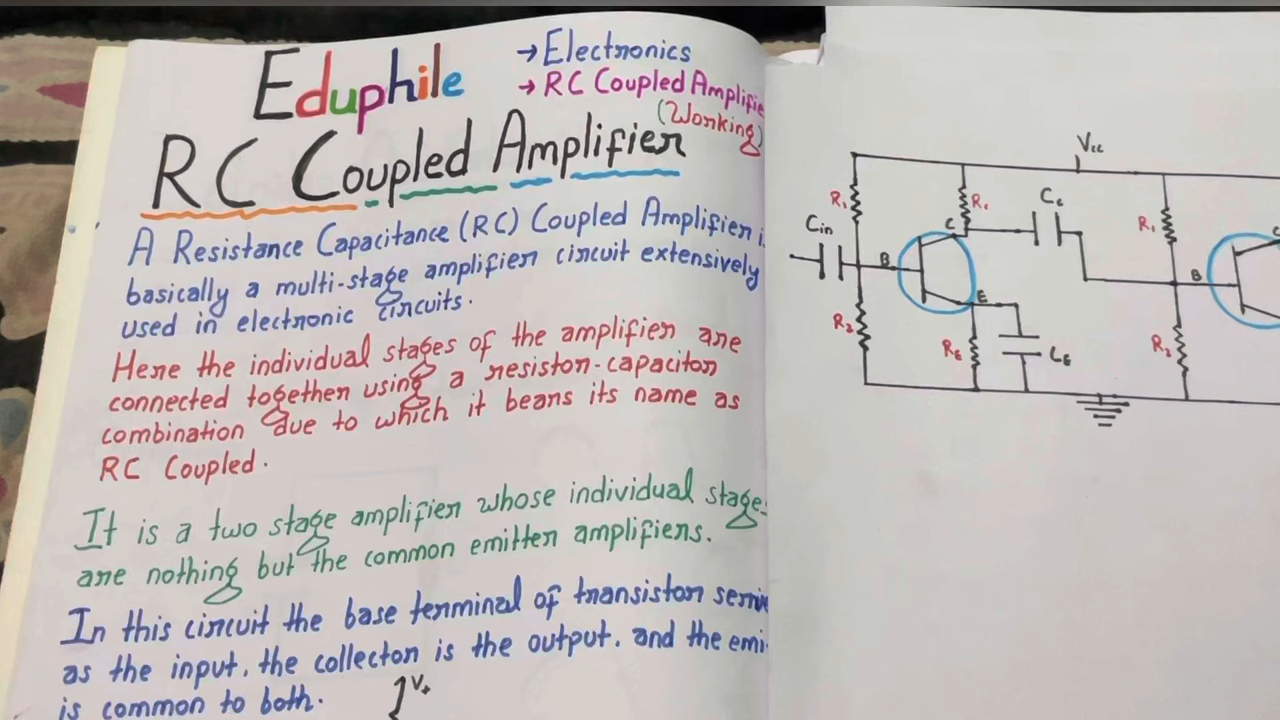 Eduphile
→ Electronics
→ RC Coupled Amplifie
(Working)
RC Coupled Amplifier
A Resistance Capacitance (RC) Coupled Amplifier i
basically a multi-stage amplifier circuit extensively
used in electronic circuits.
Here the individual stages of the amplifier are
connected together using a resistor-capacitor
combination due to which it bears its name as
RC Coupled.
It is a two stage amplifier whose individual stage
are nothing but the common emitter amplifiers.
In this circuit the base terminal of transistor
as the input, the collector is the output. and the emi
is common to both.
Vcc
R₁
C
Cc
R₁
Cin
B
B
E
R₂
RE
CE
R₂